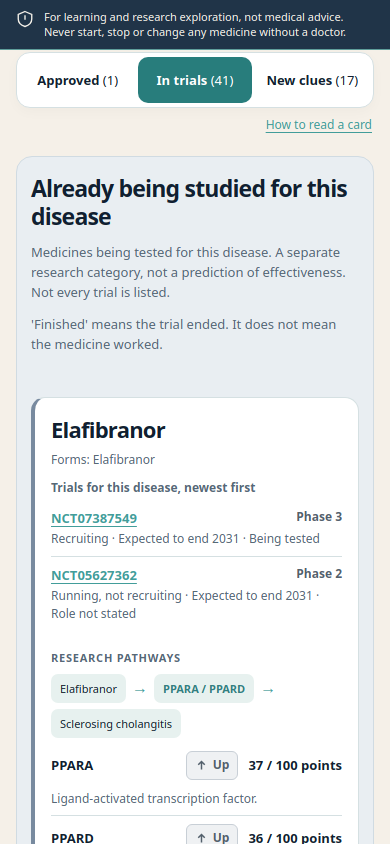 For learning and research exploration, not medical advice.
Never start, stop or change any medicine without a doctor.
Approved (1)
In trials (41)
New clues (17)
How to read a card
Already being studied for this
disease
Medicines being tested for this disease. A separate
research category, not a prediction of effectiveness.
Not every trial is listed.
'Finished' means the trial ended. It does not mean
the medicine worked.
Elafibranor
Forms: Elafibranor
Trials for this disease, newest first
NCT07387549 Phase 3
Recruiting · Expected to end 2031 · Being tested
NCT05627362 Phase 2
Running, not recruiting · Expected to end 2031 ·
Role not stated
RESEARCH PATHWAYS
Elafibranor → PPARA / PPARD →
Sclerosing cholangitis
PPARA ↑ Up 37 / 100 points
Ligand-activated transcription factor.
PPARD ↑ Up 36 / 100 points